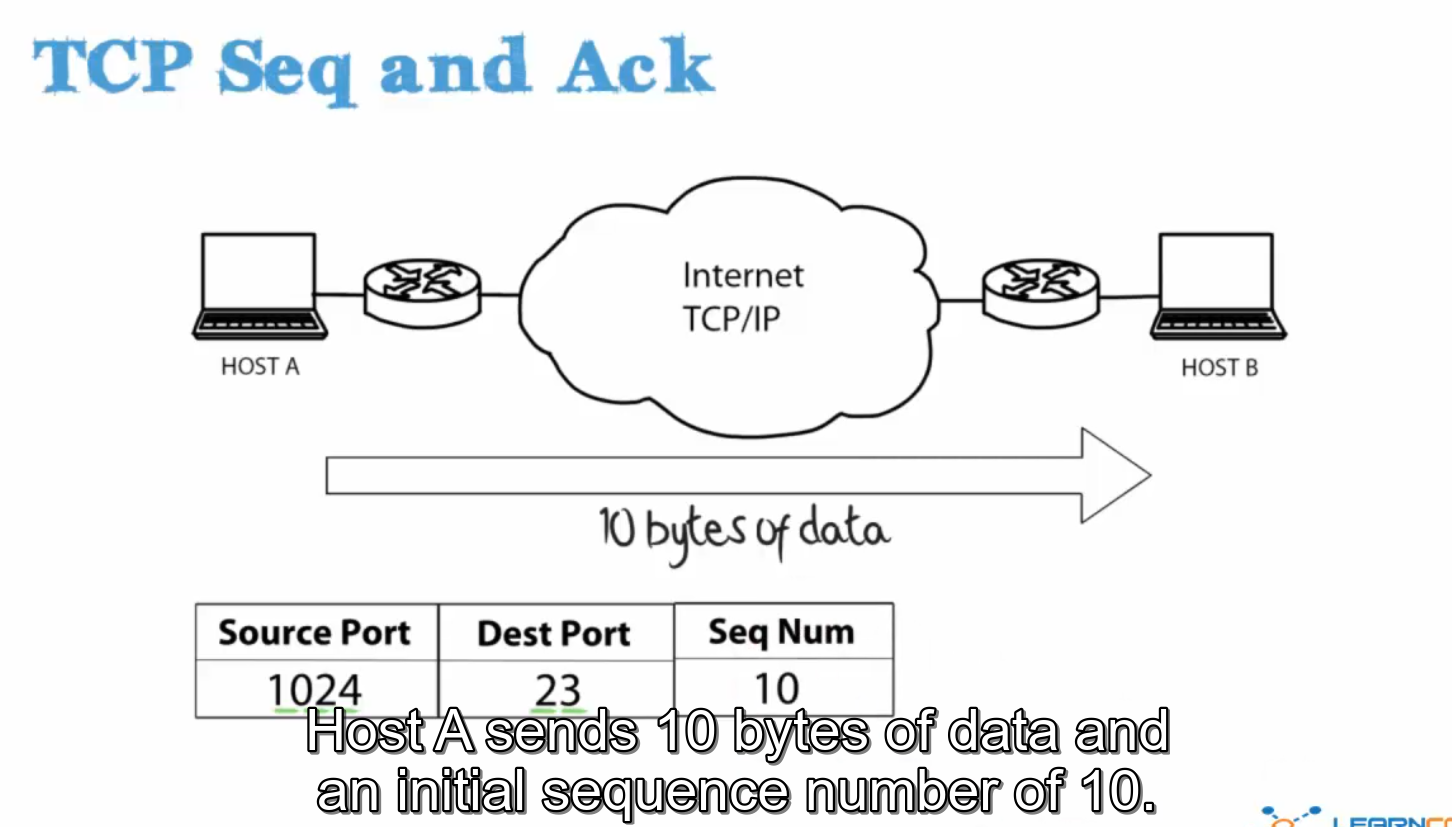 TCP Seq and Ack
Internet
TCP/IP
HOST A
HOST B
10 bytes of data
Source Port Dest Port Seq Num
1024 23 10
Host A sends 10 bytes of data and
an initial sequence number of 10.